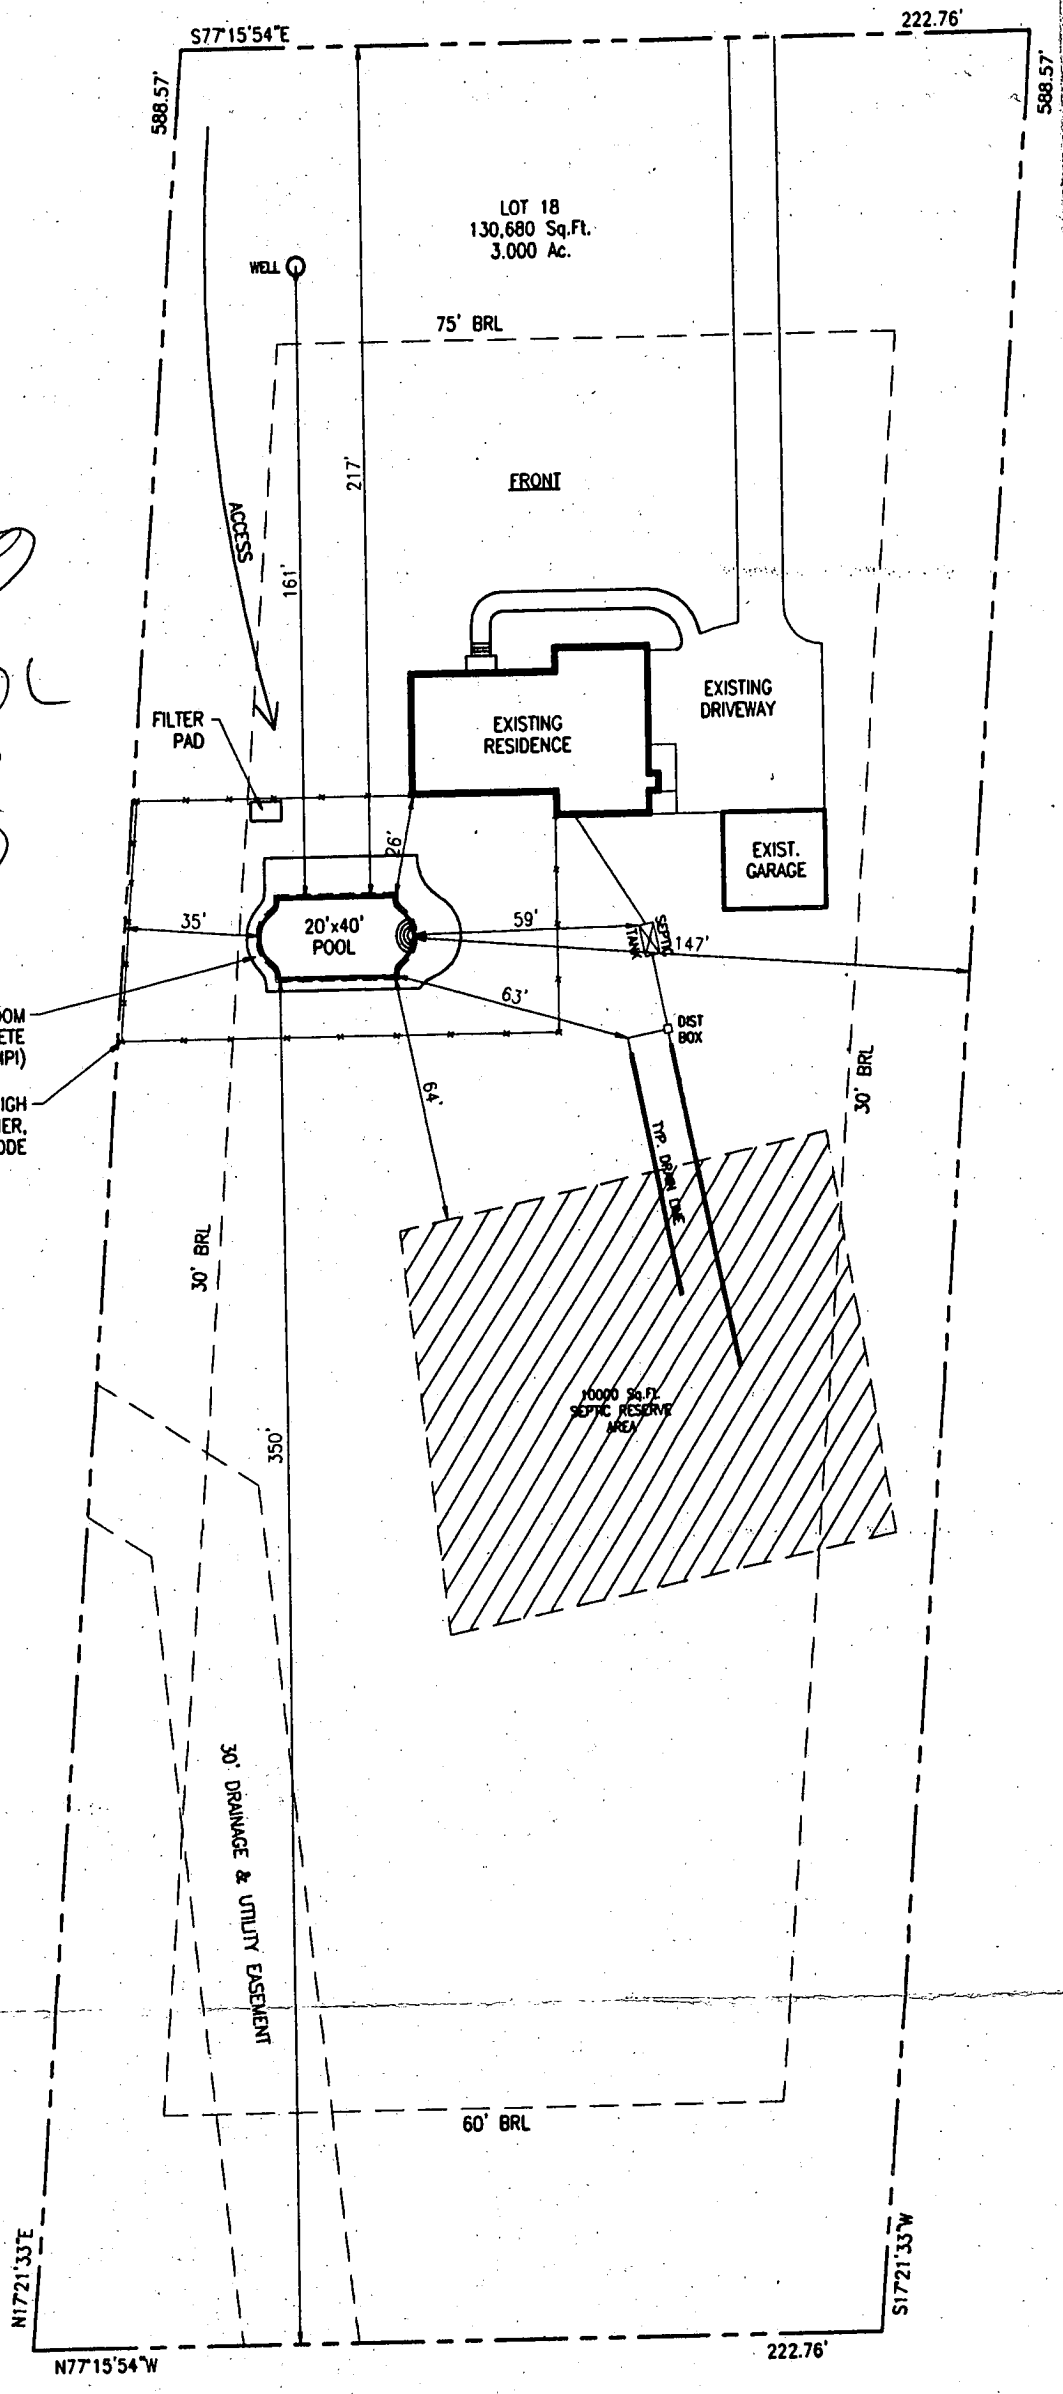 S77°15'54"E
222.76'
588.57'
588.57'
LOT 18
130,680 Sq.Ft.
3.000 Ac.
WELL
75' BRL
217'
FRONT
ACCESS
161'
EXISTING
DRIVEWAY
FILTER
PAD
EXISTING
RESIDENCE
26'
EXIST.
GARAGE
35'
20'x40'
POOL
59'
SEPTIC
TANK
147'
63'
DIST
BOX
64'
30' BRL
TYP. DRAIN LINE
30' BRL
10000 Sq.Ft.
SEPTIC RESERVE
AREA
350'
30' DRAINAGE & UTILITY EASEMENT
60' BRL
N17°21'33"E
S17°21'33"W
N77°15'54"W
222.76'